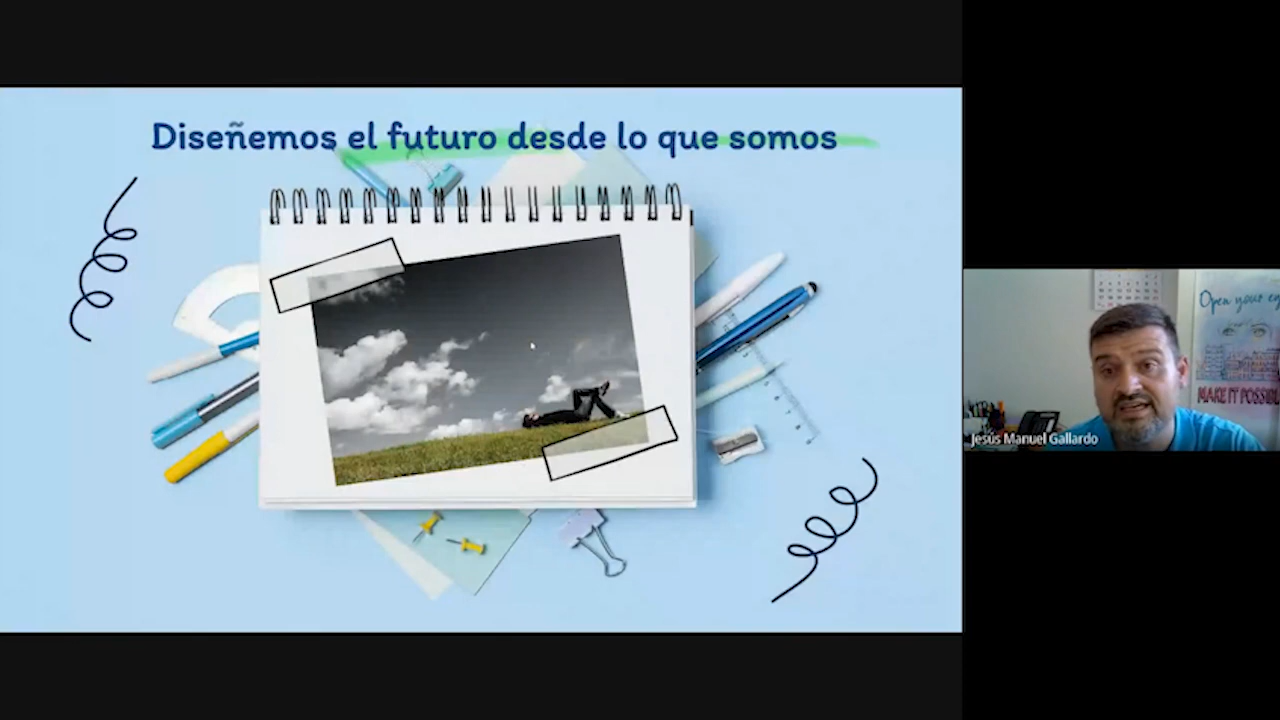 Diseñemos el futuro desde lo que somos
Open your
MAKE IT POSSIBL
Jesús Manuel Gallardo